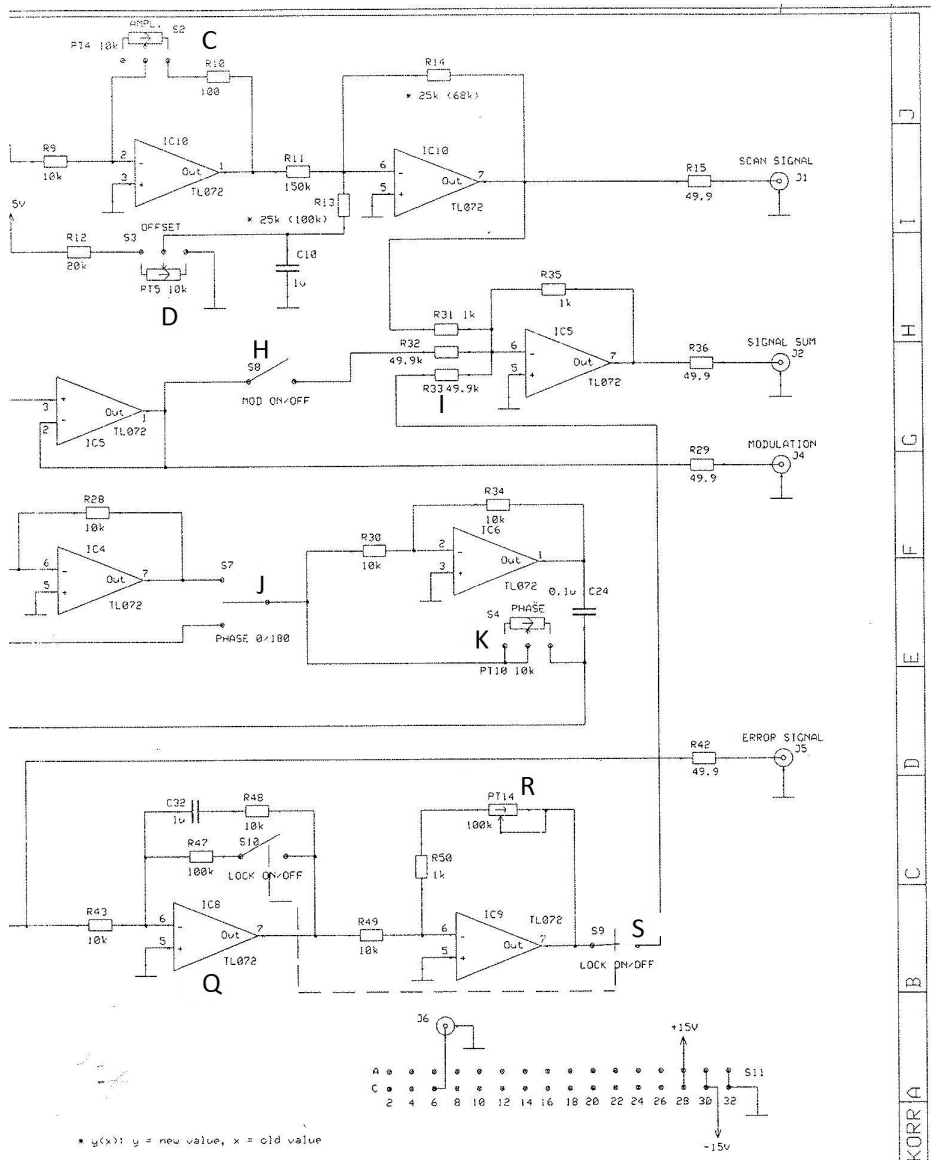 AMPL.
S2
C
PT4 10k
R10
100
R14
* 25k (68k)
J
R9
10k
2
3
IC10
Out
1
TL072
R11
150k
R13
* 25k (100k)
6
5
IC10
Out
7
TL072
R15
49.9
SCAN SIGNAL
J1
I
5V
R12
20k
S3
OFFSET
PT5 10k
D
C10
1u
R35
1k
H
R31 1k
R32
49.9k
R33 49.9k
I
6
5
IC5
Out
7
TL072
R36
49.9
SIGNAL SUM
J2
H
S8
MOD ON/OFF
3
2
Out
1
TL072
IC5
G
R29
49.9
MODULATION
J4
R28
10k
IC4
6
5
Out
7
TL072
S7
J
PHASE 0/180
R30
10k
R34
10k
IC6
2
3
Out
1
TL072
0.1u C24
F
S4 PHASE
K
PT10 10k
E
R42
49.9
ERROR SIGNAL
J5
D
C32
1u
R48
10k
R47
100k
S10
LOCK ON/OFF
PT14
100k
R
R50
1k
C
R43
10k
IC8
6
5
Out
7
TL072
Q
R49
10k
IC9
6
5
Out
7
TL072
S9
S
LOCK ON/OFF
B
J6
+15V
A
C
S11
2 4 6 8 10 12 14 16 18 20 22 24 26 28 30 32
-15V
A
KORR
* y(x): y = new value, x = old value